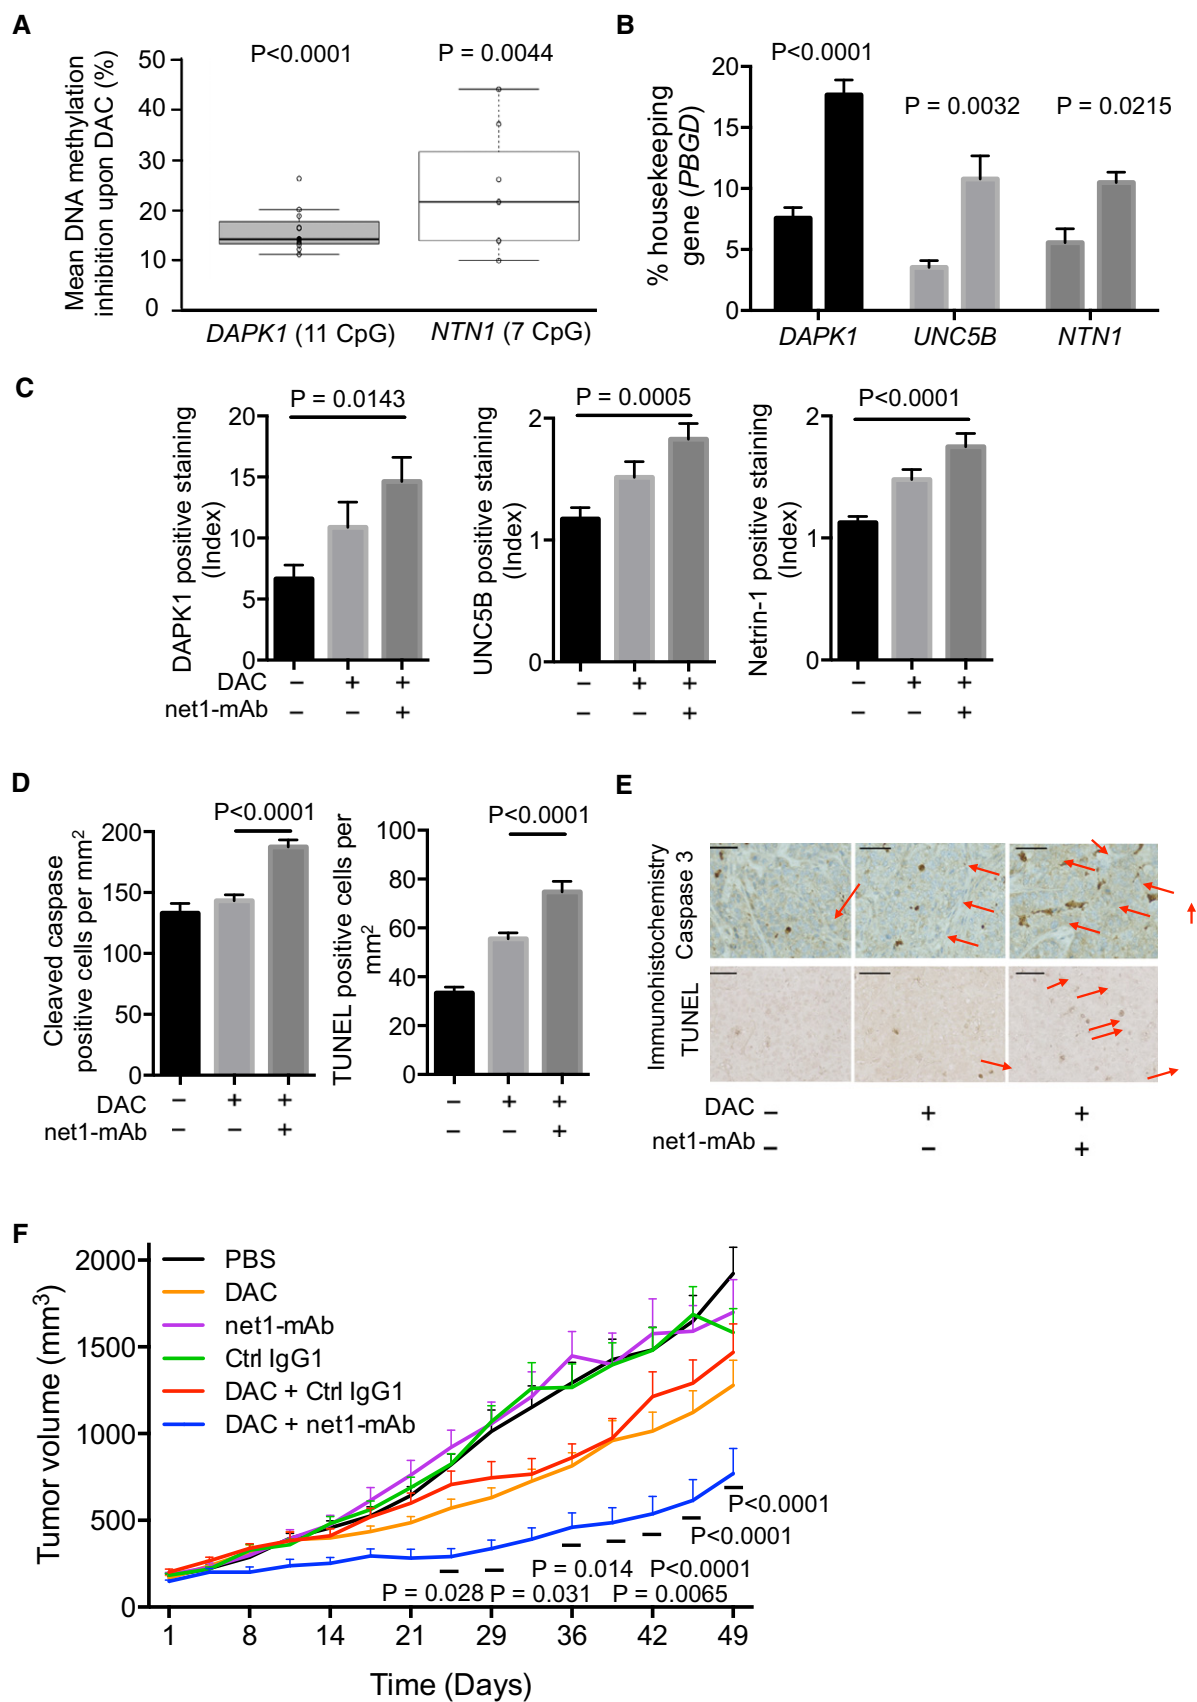 A
Mean DNA methylation
inhibition upon DAC (%)
50
40
30
20
10
0
P<0.0001
P = 0.0044
DAPK1 (11 CpG)
NTN1 (7 CpG)
B
% housekeeping
gene (PBGD)
20
15
10
5
0
P<0.0001
P = 0.0032
P = 0.0215
DAPK1
UNC5B
NTN1
C
DAPK1 positive staining
(Index)
20
15
10
5
0
P = 0.0143
UNC5B positive staining
(Index)
2
1
0
P = 0.0005
Netrin-1 positive staining
(Index)
2
1
0
P<0.0001
DAC – + + – + + – + +
net1-mAb – – + – – + – – +
D
Cleaved caspase
positive cells per mm2
200
150
100
50
0
P<0.0001
TUNEL positive cells per
mm2
100
80
60
40
20
0
P<0.0001
DAC – + + – + +
net1-mAb – – + – – +
E
Immunohistochemistry
Caspase 3
TUNEL
DAC – + +
net1-mAb – – +
F
Tumor volume (mm3)
2000
1500
1000
500
0
PBS
DAC
net1-mAb
Ctrl IgG1
DAC + Ctrl IgG1
DAC + net1-mAb
P<0.0001
P<0.0001
P = 0.014
P<0.0001
P = 0.028
P = 0.031
P = 0.0065
1 8 14 21 29 36 42 49
Time (Days)